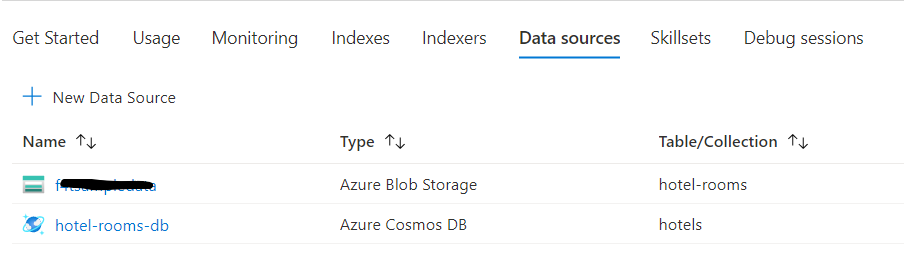 Get Started Usage Monitoring Indexes Indexers Data sources Skillsets Debug sessions
New Data Source
Name Type Table/Collection
Azure Blob Storage hotel-rooms
hotel-rooms-db Azure Cosmos DB hotels